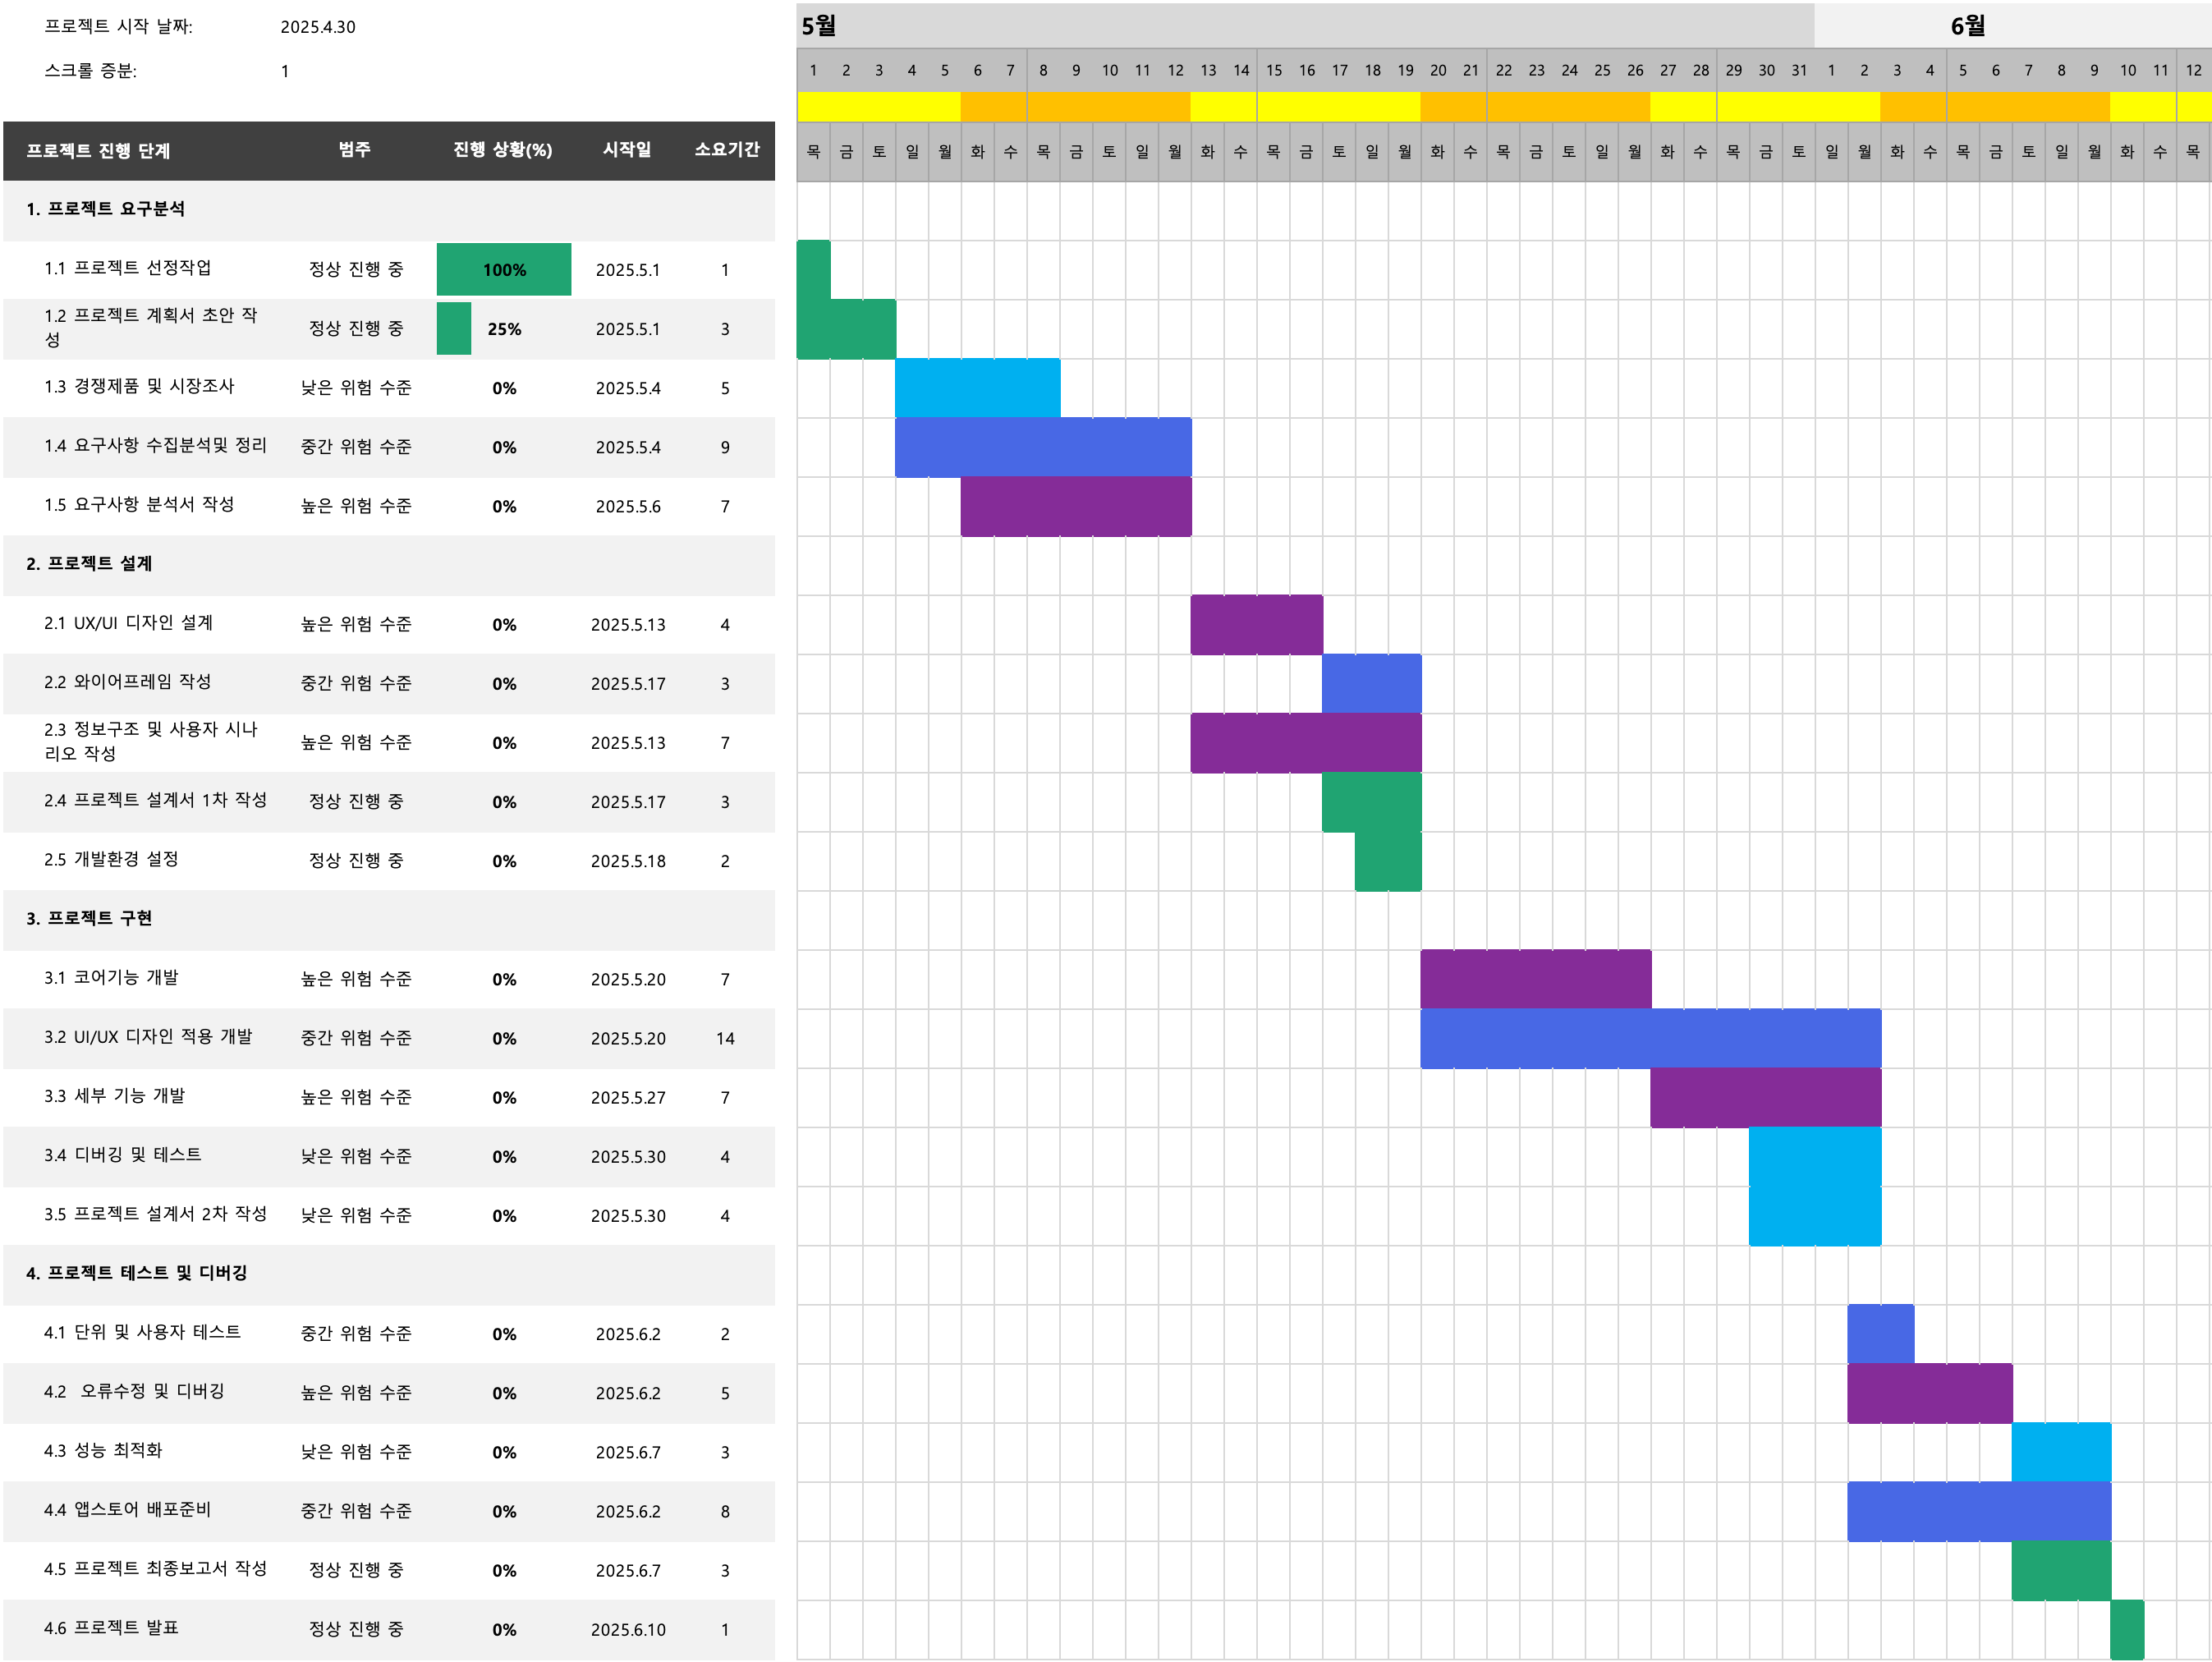 프로젝트 시작 날짜: 2025.4.30
스크롤 증분: 1
5월 6월
1 2 3 4 5 6 7 8 9 10 11 12 13 14 15 16 17 18 19 20 21 22 23 24 25 26 27 28 29 30 31 1 2 3 4 5 6 7 8 9 10 11 12
프로젝트 진행 단계 범주 진행 상황(%) 시작일 소요기간 목 금 토 일 월 화 수 목 금 토 일 월 화 수 목 금 토 일 월 화 수 목 금 토 일 월 화 수 목 금 토 일 월 화 수 목 금 토 일 월 화 수 목
1. 프로젝트 요구분석
1.1 프로젝트 선정작업 정상 진행 중 100% 2025.5.1 1
1.2 프로젝트 계획서 초안 작
성 정상 진행 중 25% 2025.5.1 3
1.3 경쟁제품 및 시장조사 낮은 위험 수준 0% 2025.5.4 5
1.4 요구사항 수집분석및 정리 중간 위험 수준 0% 2025.5.4 9
1.5 요구사항 분석서 작성 높은 위험 수준 0% 2025.5.6 7
2. 프로젝트 설계
2.1 UX/UI 디자인 설계 높은 위험 수준 0% 2025.5.13 4
2.2 와이어프레임 작성 중간 위험 수준 0% 2025.5.17 3
2.3 정보구조 및 사용자 시나
리오 작성 높은 위험 수준 0% 2025.5.13 7
2.4 프로젝트 설계서 1차 작성 정상 진행 중 0% 2025.5.17 3
2.5 개발환경 설정 정상 진행 중 0% 2025.5.18 2
3. 프로젝트 구현
3.1 코어기능 개발 높은 위험 수준 0% 2025.5.20 7
3.2 UI/UX 디자인 적용 개발 중간 위험 수준 0% 2025.5.20 14
3.3 세부 기능 개발 높은 위험 수준 0% 2025.5.27 7
3.4 디버깅 및 테스트 낮은 위험 수준 0% 2025.5.30 4
3.5 프로젝트 설계서 2차 작성 낮은 위험 수준 0% 2025.5.30 4
4. 프로젝트 테스트 및 디버깅
4.1 단위 및 사용자 테스트 중간 위험 수준 0% 2025.6.2 2
4.2 오류수정 및 디버깅 높은 위험 수준 0% 2025.6.2 5
4.3 성능 최적화 낮은 위험 수준 0% 2025.6.7 3
4.4 앱스토어 배포준비 중간 위험 수준 0% 2025.6.2 8
4.5 프로젝트 최종보고서 작성 정상 진행 중 0% 2025.6.7 3
4.6 프로젝트 발표 정상 진행 중 0% 2025.6.10 1